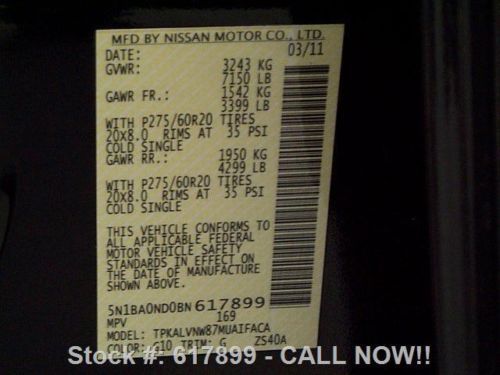 MFD BY NISSAN MOTOR CO., LTD.
DATE: 03/11
GVWR: 3243 KG
7150 LB
GAWR FR.: 1542 KG
3399 LB
WITH P275/60R20 TIRES
20x8.0 RIMS AT 35 PSI
COLD SINGLE
GAWR RR.: 1950 KG
4299 LB
WITH P275/60R20 TIRES
20x8.0 RIMS AT 35 PSI
COLD SINGLE
THIS VEHICLE CONFORMS TO
ALL APPLICABLE FEDERAL
MOTOR VEHICLE SAFETY
STANDARDS IN EFFECT ON
THE DATE OF MANUFACTURE
SHOWN ABOVE.
5N1BA0ND0BN617899
MPV 169
MODEL: TPKALVNW87MUAIFACA
COLOR: G10 TRIM: G ZS40A
Stock #: 617899 - CALL NOW!!